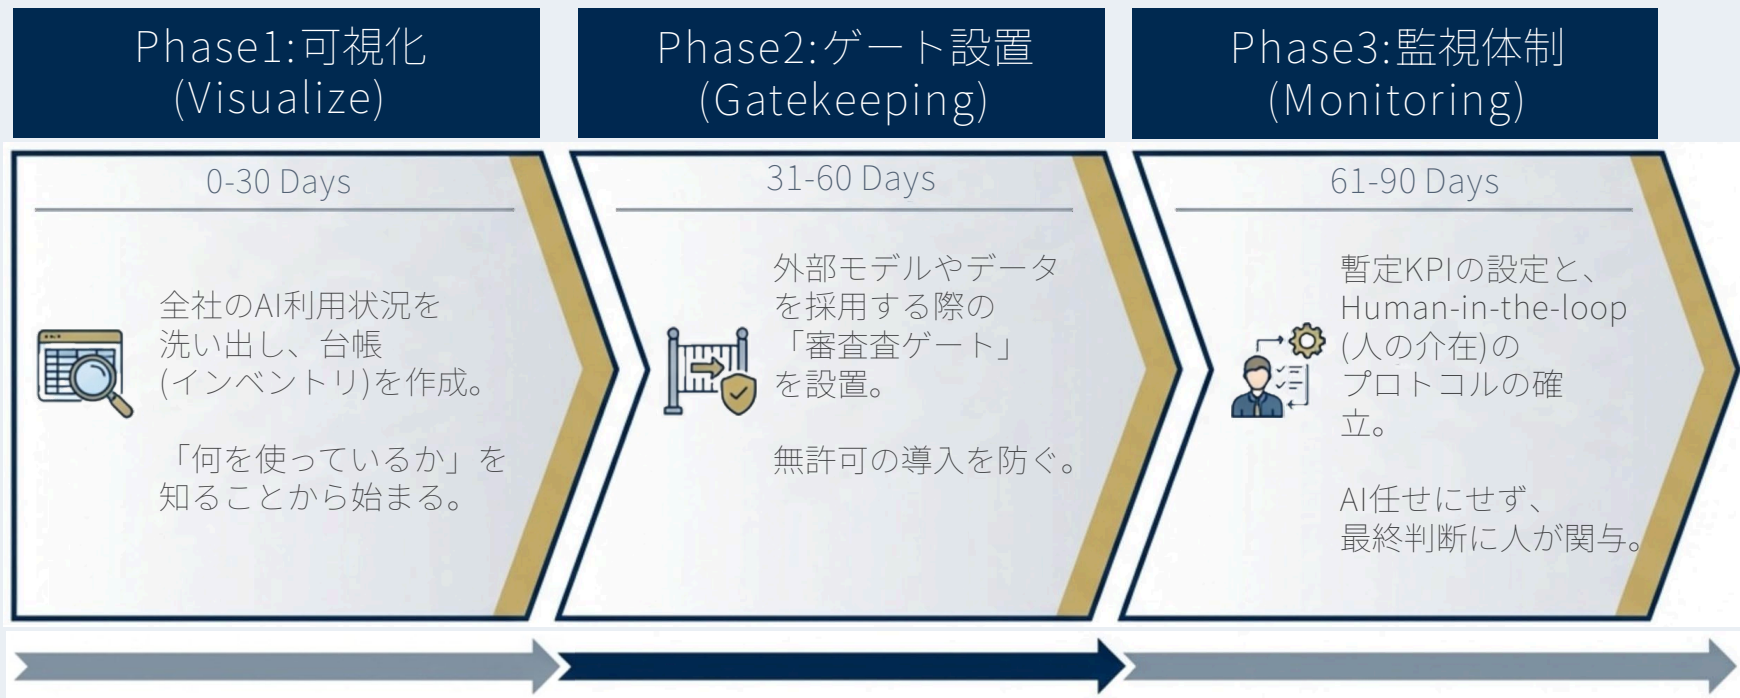 Phase1:可視化
(Visualize)
0-30 Days
全社のAI利用状況を
洗い出し、台帳
(インベントリ)を作成。
「何を使っているか」を
知ることから始まる。
Phase2:ゲート設置
(Gatekeeping)
31-60 Days
外部モデルやデータ
を採用する際の
「審査査ゲート」
を設置。
無許可の導入を防ぐ。
Phase3:監視体制
(Monitoring)
61-90 Days
暫定KPIの設定と、
Human-in-the-loop
(人の介在)の
プロトコルの確
立。
AI任せにせず、
最終判断に人が関与。